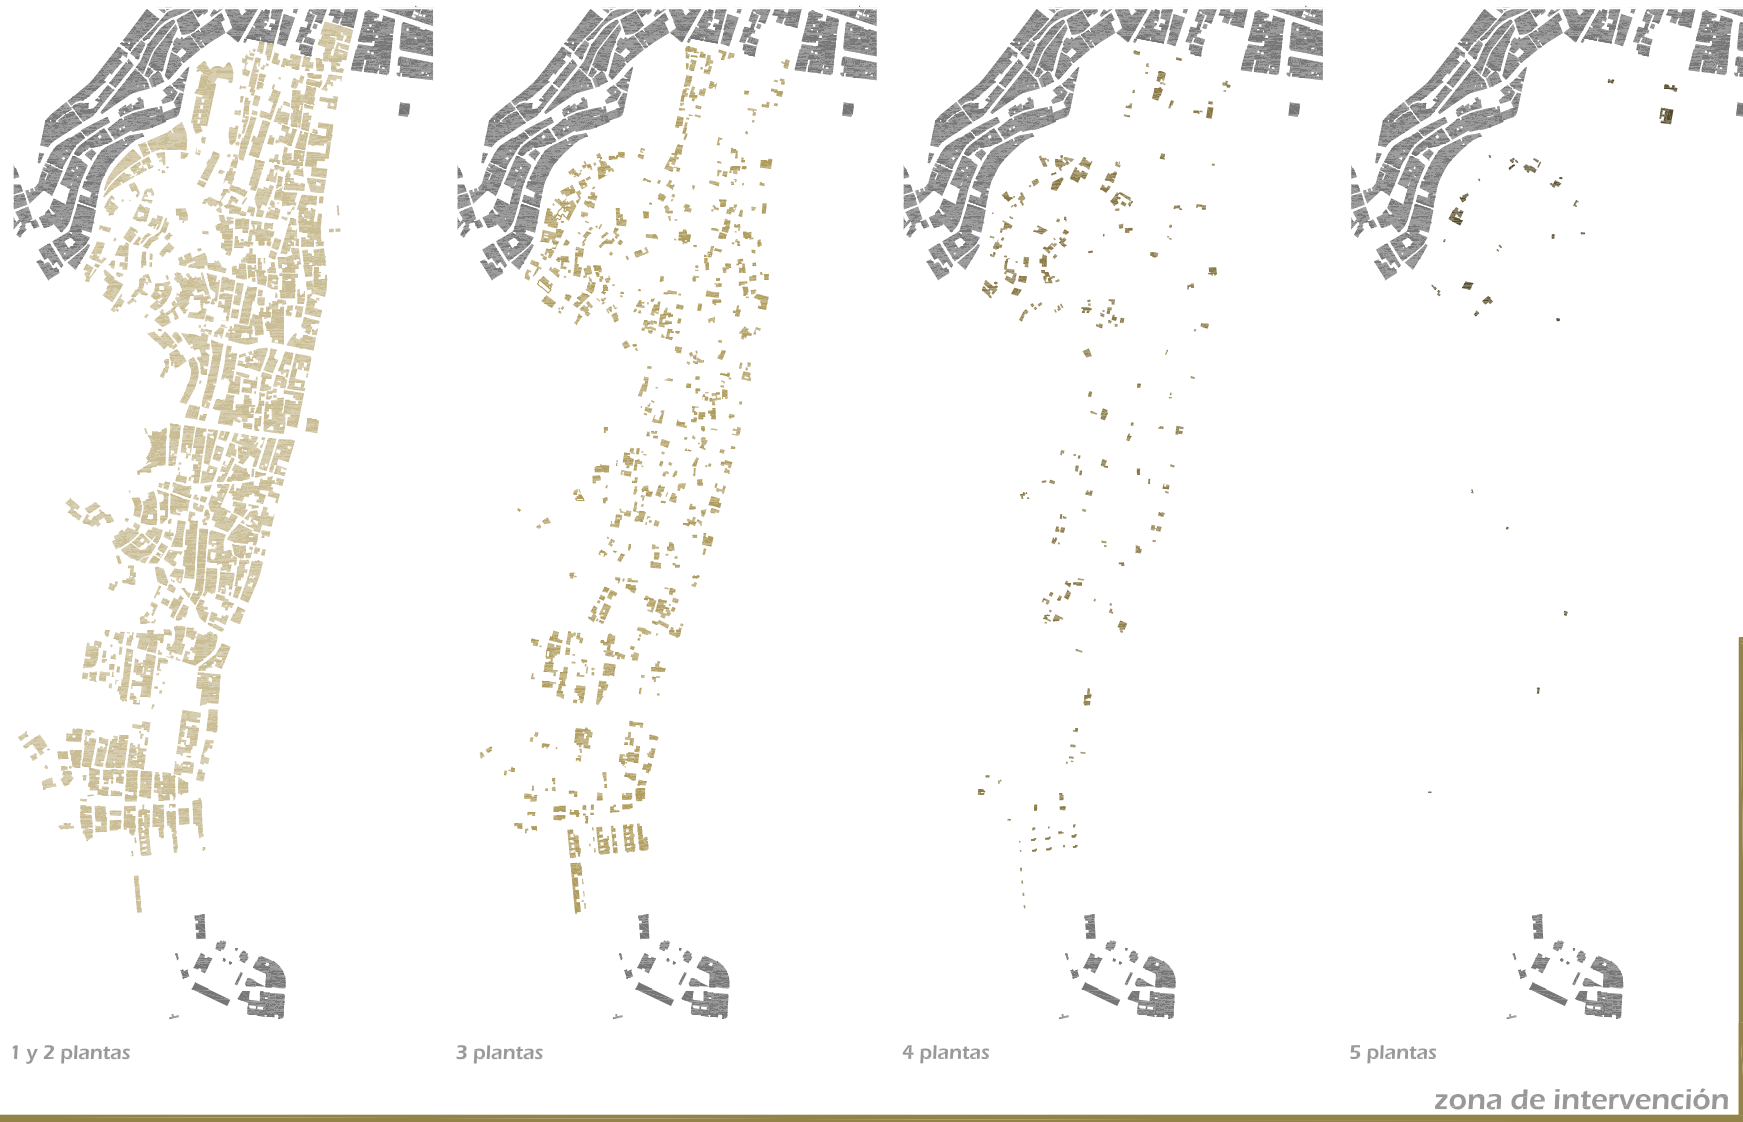 1 y 2 plantas
3 plantas
4 plantas
5 plantas
zona de intervención